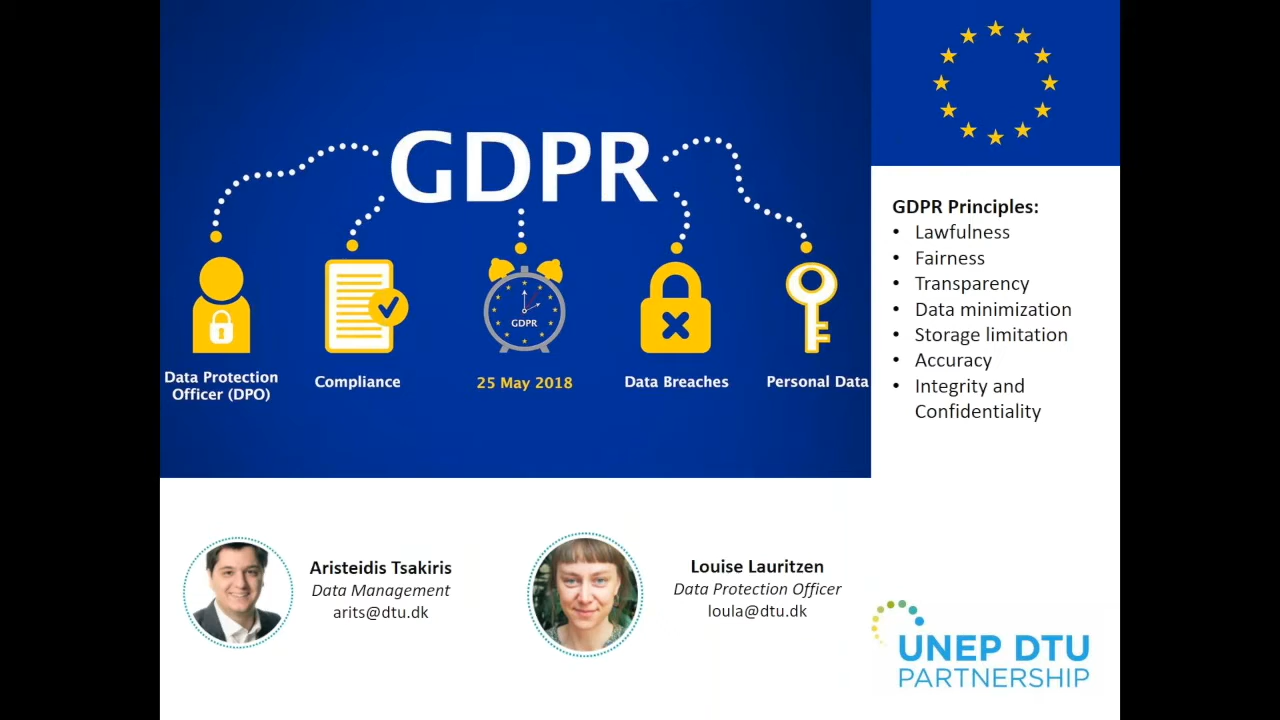 GDPR
Data Protection
Officer (DPO)
Compliance
GDPR
25 May 2018
Data Breaches
Personal Data
GDPR Principles:
• Lawfulness
• Fairness
• Transparency
• Data minimization
• Storage limitation
• Accuracy
• Integrity and
Confidentiality
Aristeidis Tsakiris
Data Management
arits@dtu.dk
Louise Lauritzen
Data Protection Officer
loula@dtu.dk
UNEP DTU
PARTNERSHIP